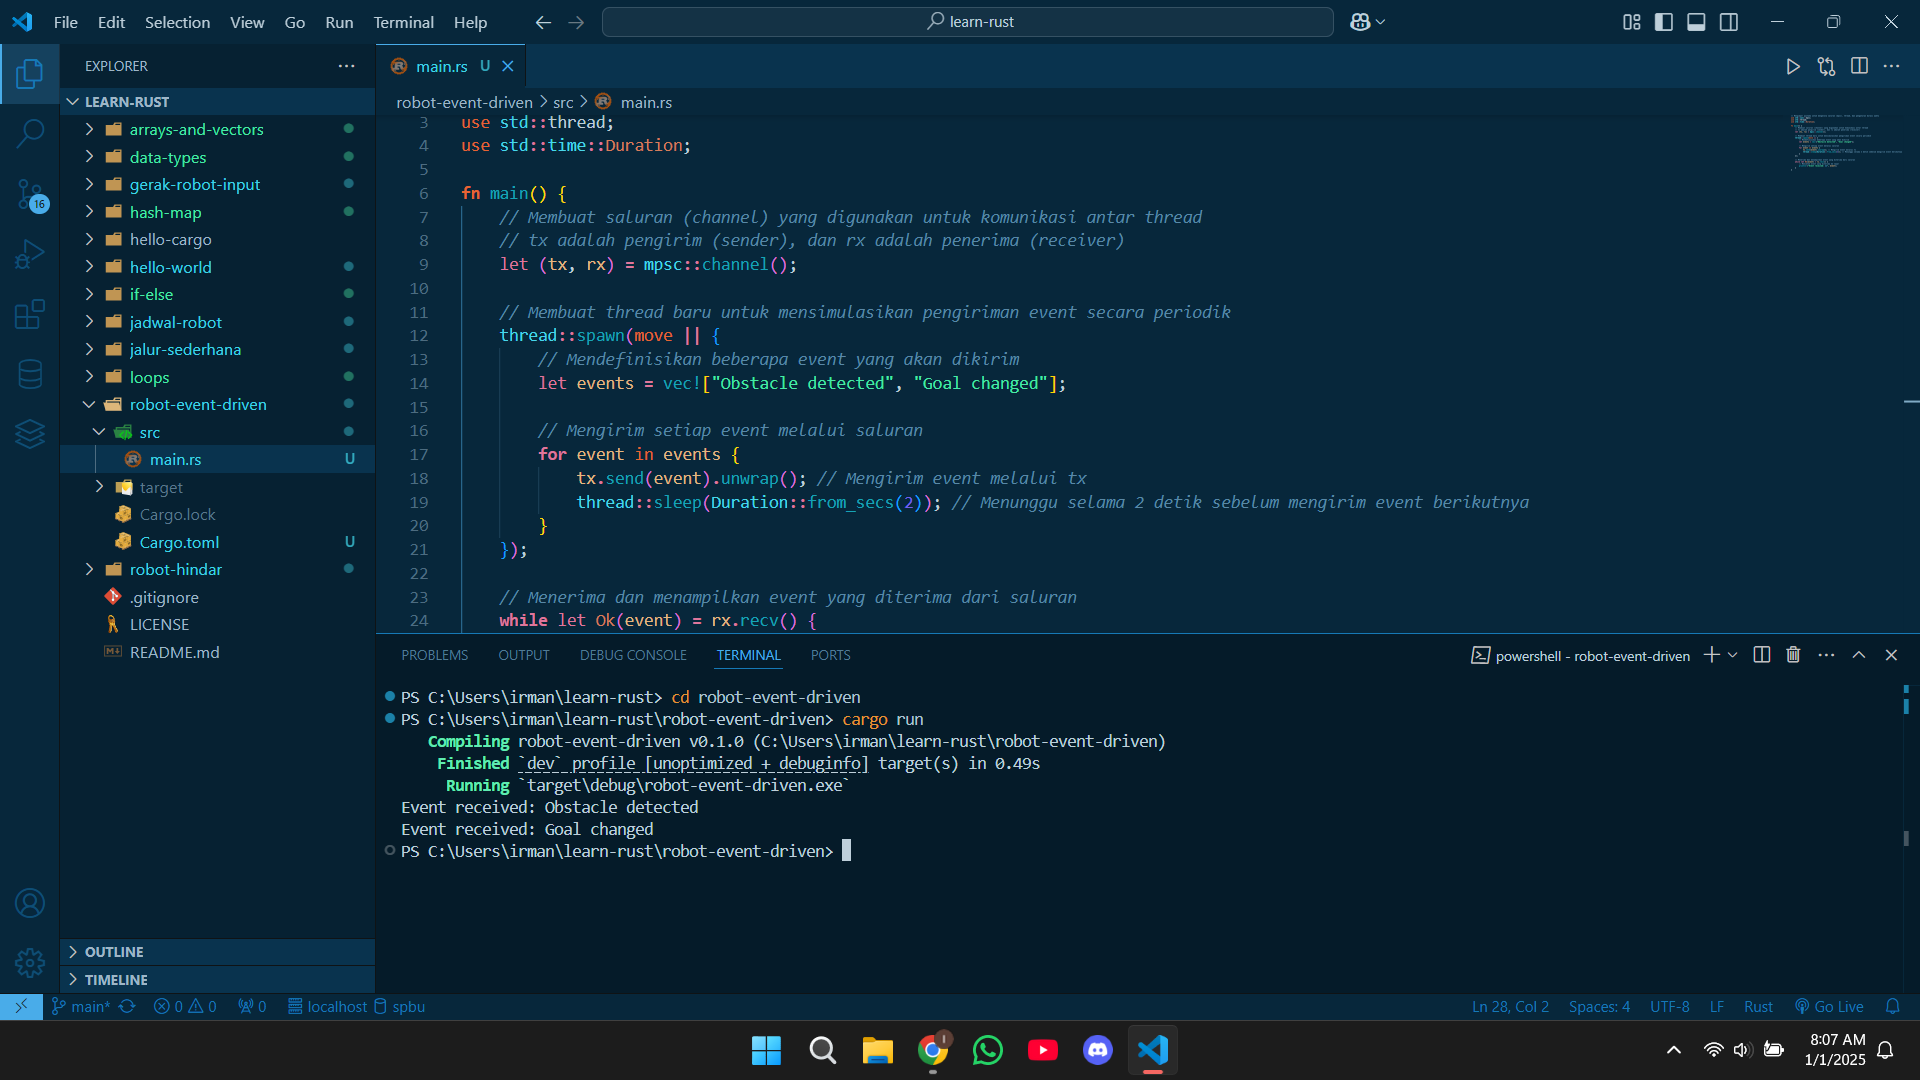 File Edit Selection View Go Run Terminal Help
learn-rust
EXPLORER
LEARN-RUST
arrays-and-vectors
data-types
gerak-robot-input
hash-map
hello-cargo
hello-world
if-else
jadwal-robot
jalur-sederhana
loops
robot-event-driven
src
main.rs U
target
Cargo.lock
Cargo.toml U
robot-hindar
.gitignore
LICENSE
README.md
OUTLINE
TIMELINE
16
main.rs U
robot-event-driven > src > main.rs
3 use std::thread;
4 use std::time::Duration;
5
6 fn main() {
7 // Membuat saluran (channel) yang digunakan untuk komunikasi antar thread
8 // tx adalah pengirim (sender), dan rx adalah penerima (receiver)
9 let (tx, rx) = mpsc::channel();
10
11 // Membuat thread baru untuk mensimulasikan pengiriman event secara periodik
12 thread::spawn(move || {
13 // Mendefinisikan beberapa event yang akan dikirim
14 let events = vec!["Obstacle detected", "Goal changed"];
15
16 // Mengirim setiap event melalui saluran
17 for event in events {
18 tx.send(event).unwrap(); // Mengirim event melalui tx
19 thread::sleep(Duration::from_secs(2)); // Menunggu selama 2 detik sebelum mengirim event berikutnya
20 }
21 });
22
23 // Menerima dan menampilkan event yang diterima dari saluran
24 while let Ok(event) = rx.recv() {
PROBLEMS OUTPUT DEBUG CONSOLE TERMINAL PORTS
powershell - robot-event-driven
PS C:\Users\irman\learn-rust> cd robot-event-driven
PS C:\Users\irman\learn-rust\robot-event-driven> cargo run
Compiling robot-event-driven v0.1.0 (C:\Users\irman\learn-rust\robot-event-driven)
Finished `dev` profile [unoptimized + debuginfo] target(s) in 0.49s
Running `target\debug\robot-event-driven.exe`
Event received: Obstacle detected
Event received: Goal changed
PS C:\Users\irman\learn-rust\robot-event-driven>
main* 0 0 0 localhost spbu
Ln 28, Col 2 Spaces: 4 UTF-8 LF Rust Go Live
8:07 AM
1/1/2025